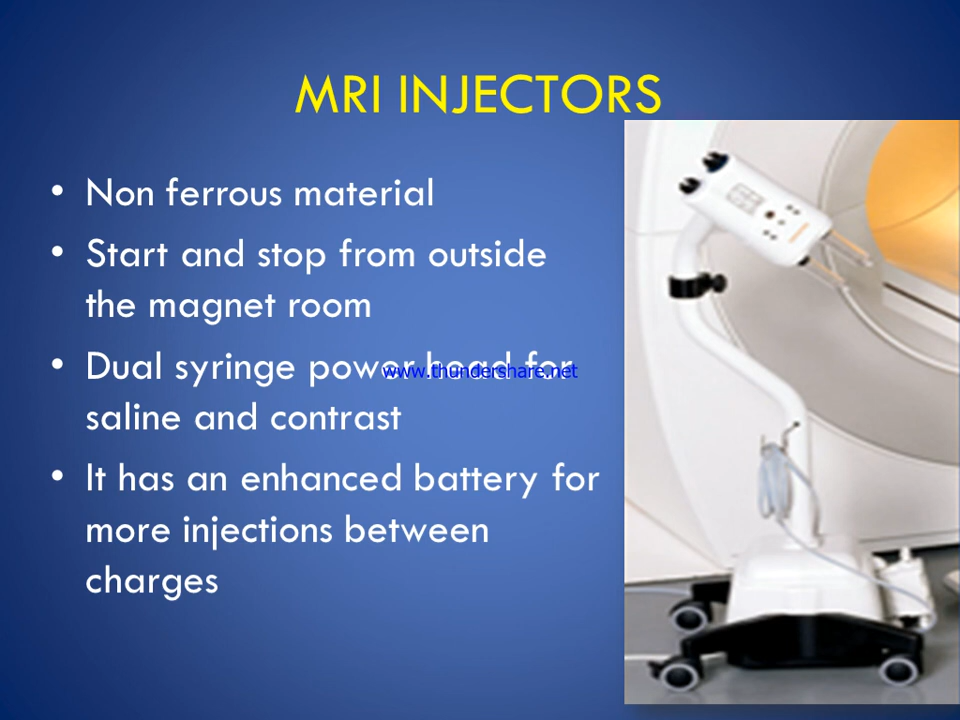 MRI INJECTORS
• Non ferrous material
• Start and stop from outside
the magnet room
• Dual syringe power head for
www.thundershare.net
saline and contrast
• It has an enhanced battery for
more injections between
charges